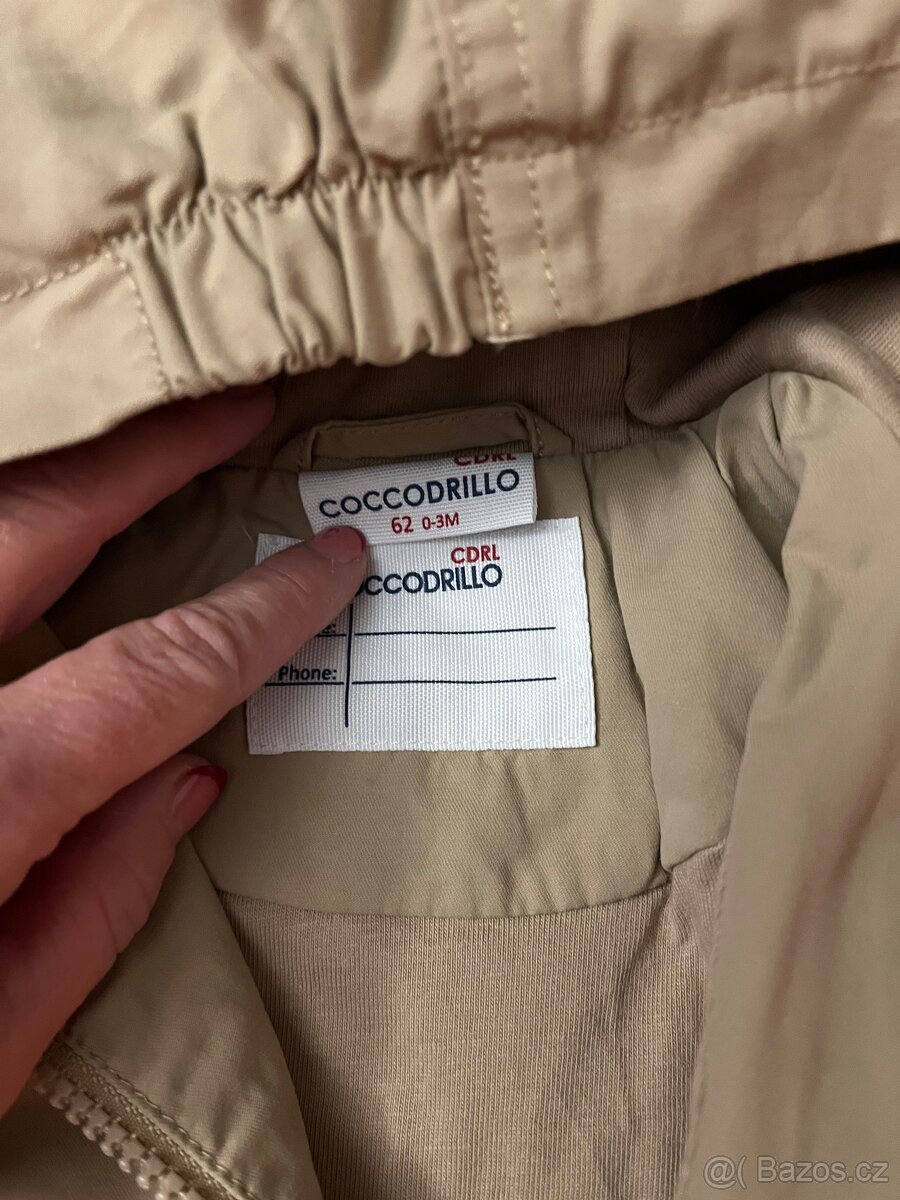 CDRL
COCCODRILLO
62 0-3M
CDRL
CCODRILLO
Phone:
@( Bazos.cz